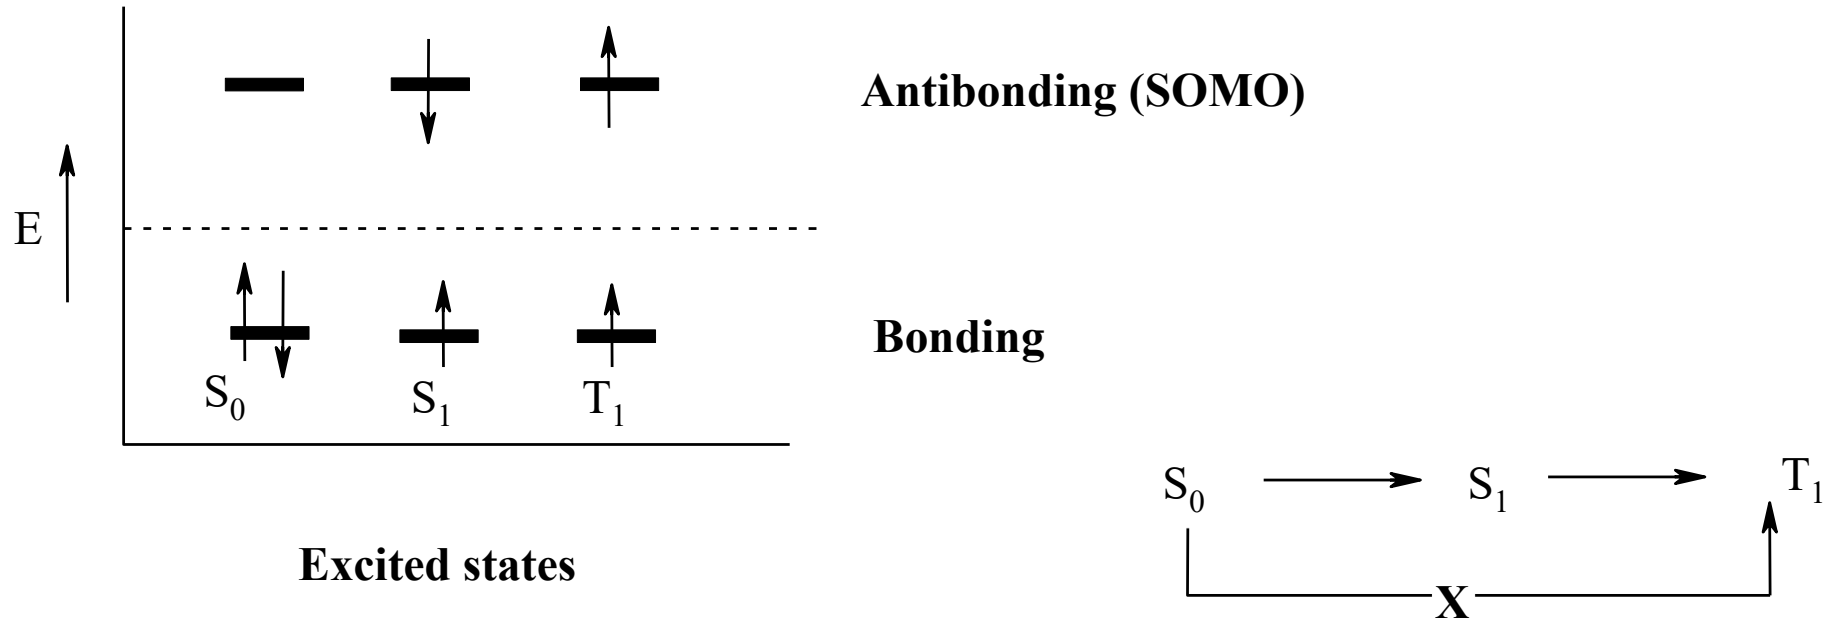 Antibonding (SOMO)
E
Bonding
S₀ S₁ T₁
S₀ S₁ T₁
Excited states
X